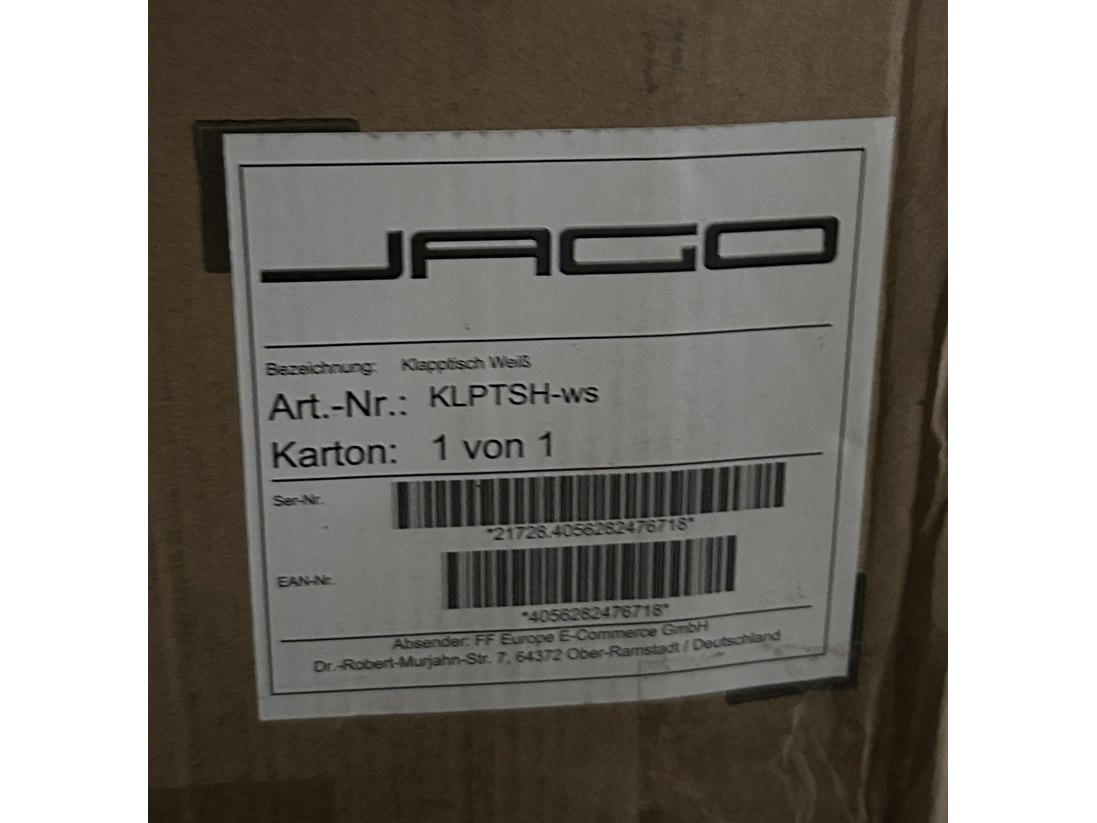 JAGO
Bezeichnung: Klapptisch Weiß
Art.-Nr.: KLPTSH-ws
Karton: 1 von 1
Ser-Nr.
*21728.4056282476718*
EAN-Nr.
*4056282476718*
Absender: FF Europe E-Commerce GmbH
Dr.-Robert-Murjahn-Str. 7, 64372 Ober-Ramstadt / Deutschland